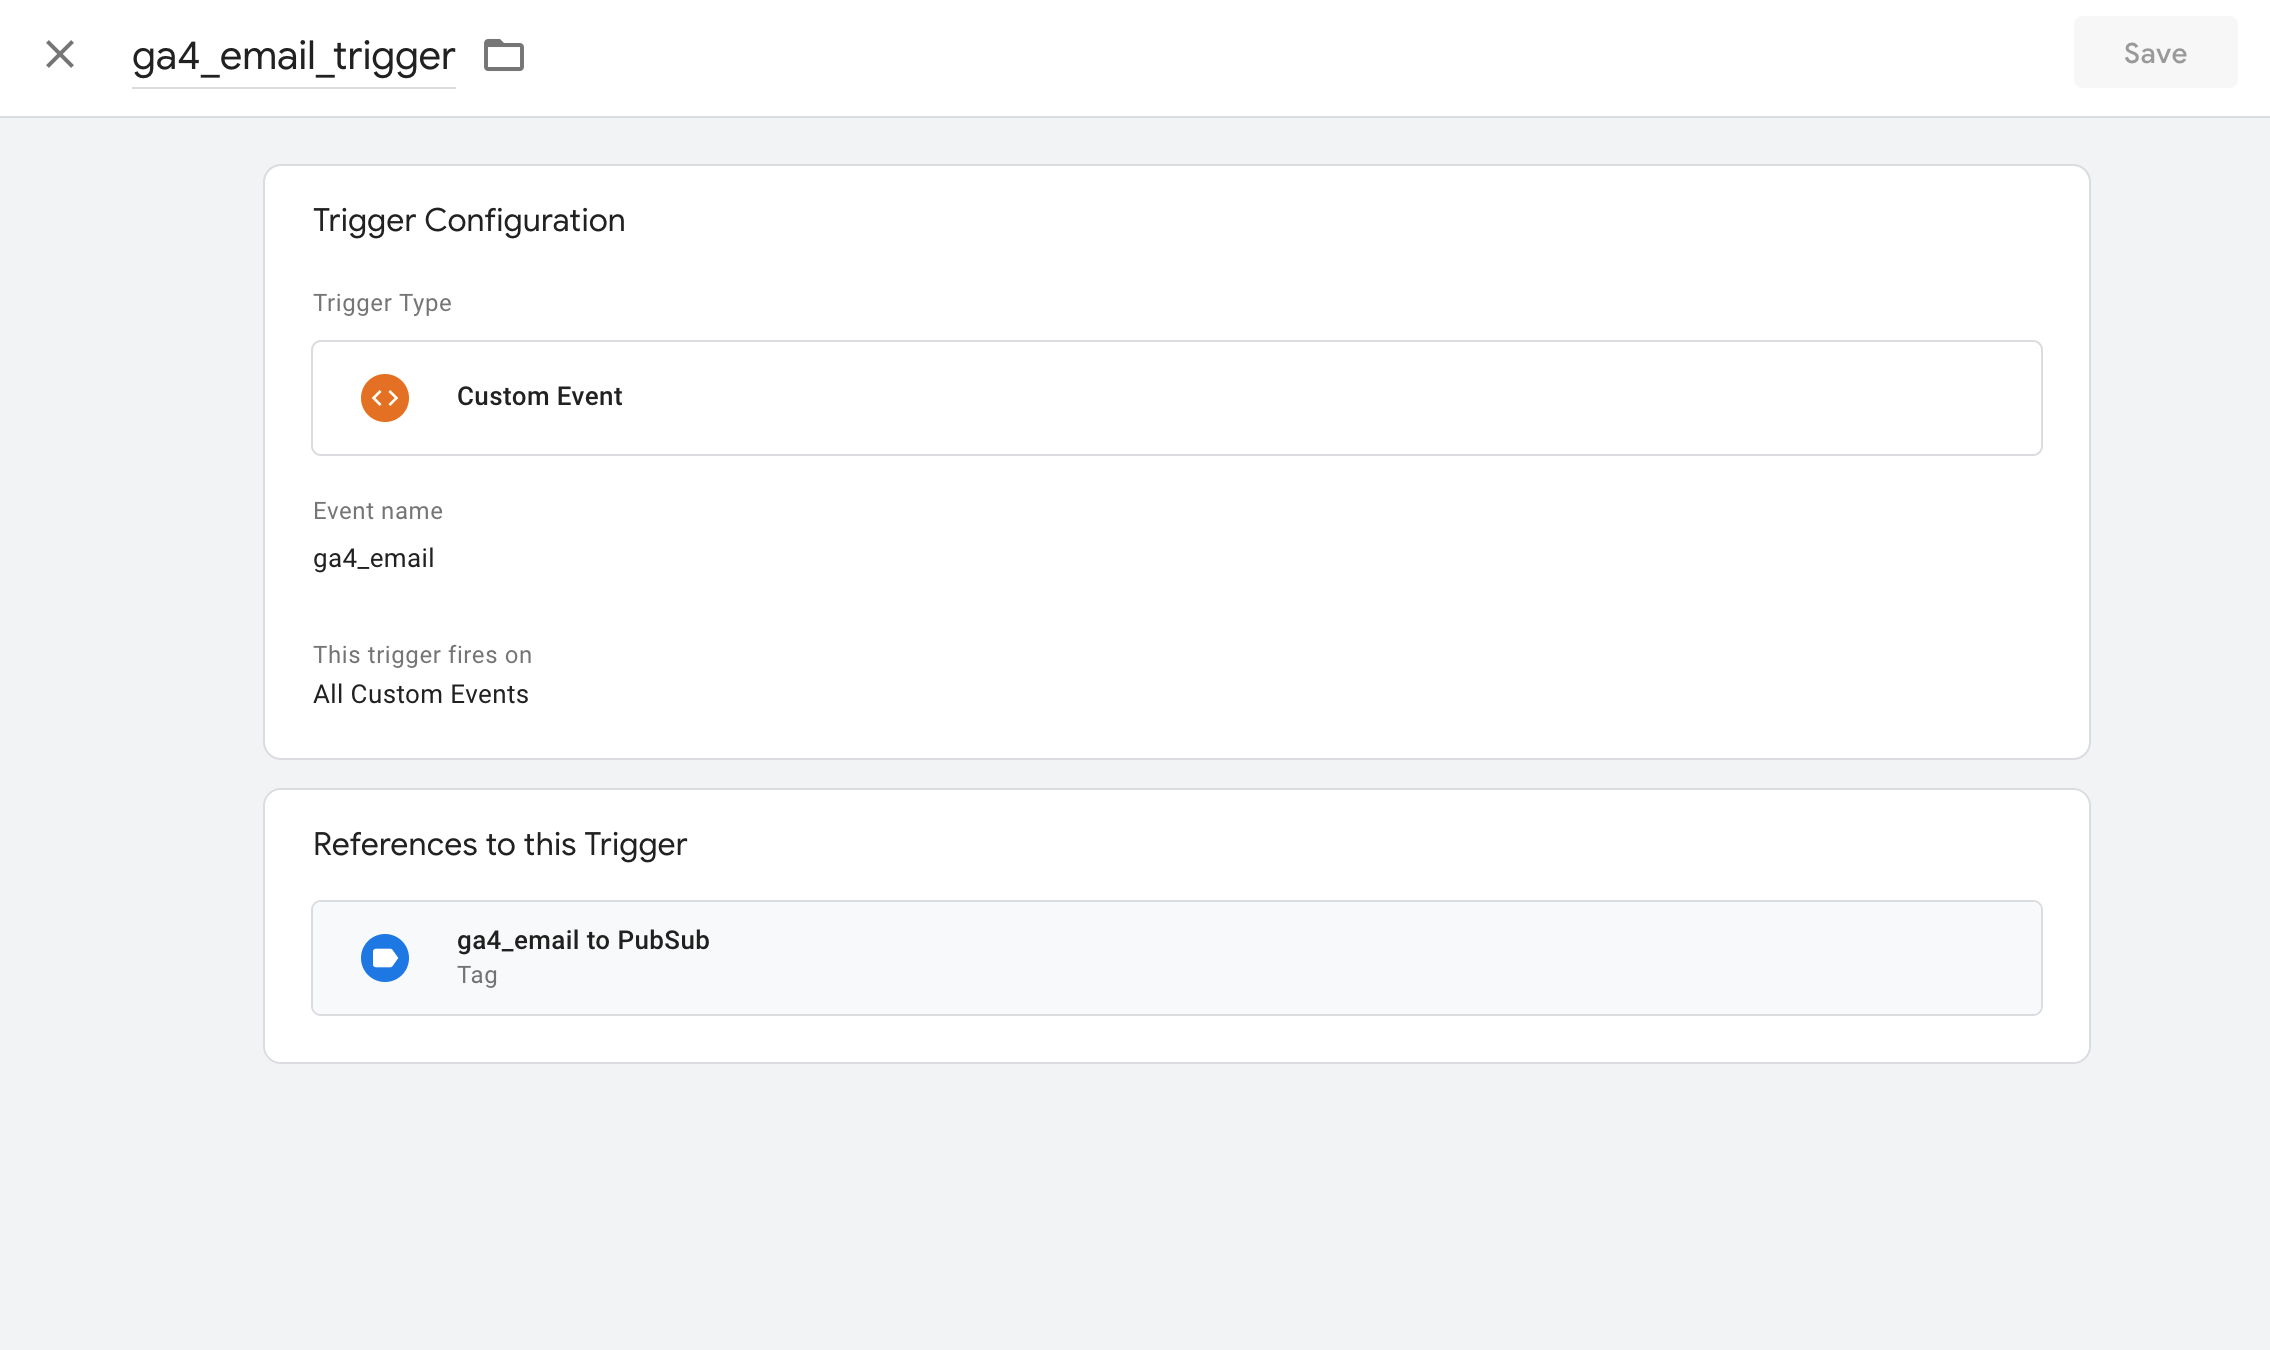 ga4_email_trigger
Save
Trigger Configuration
Trigger Type
Custom Event
Event name
ga4_email
This trigger fires on
All Custom Events
References to this Trigger
ga4_email to PubSub
Tag